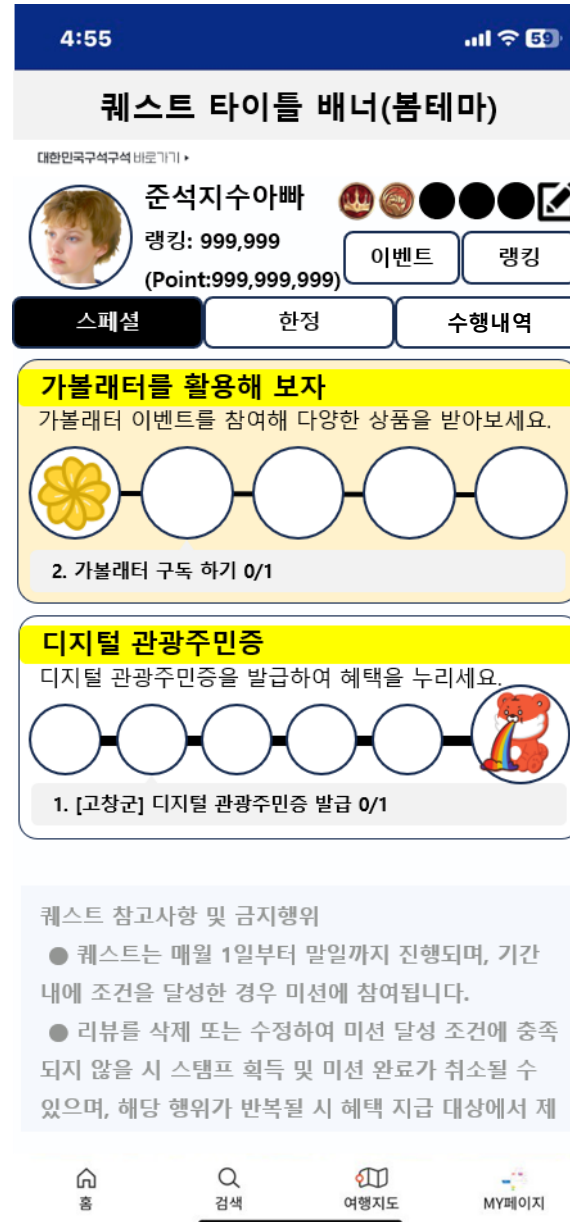 4:55
59
퀘스트 타이틀 배너(봄테마)
대한민국구석구석 바로가기
준석지수아빠
랭킹: 999,999
(Point:999,999,999)
이벤트
랭킹
스페셜
한정
수행내역
가볼래터를 활용해 보자
가볼래터 이벤트를 참여해 다양한 상품을 받아보세요.
2. 가볼래터 구독 하기 0/1
디지털 관광주민증
디지털 관광주민증을 발급하여 혜택을 누리세요.
1. [고창군] 디지털 관광주민증 발급 0/1
퀘스트 참고사항 및 금지행위
● 퀘스트는 매월 1일부터 말일까지 진행되며, 기간
내에 조건을 달성한 경우 미션에 참여됩니다.
● 리뷰를 삭제 또는 수정하여 미션 달성 조건에 충족
되지 않을 시 스탬프 획득 및 미션 완료가 취소될 수
있으며, 해당 행위가 반복될 시 혜택 지급 대상에서 제
홈
검색
여행지도
MY페이지